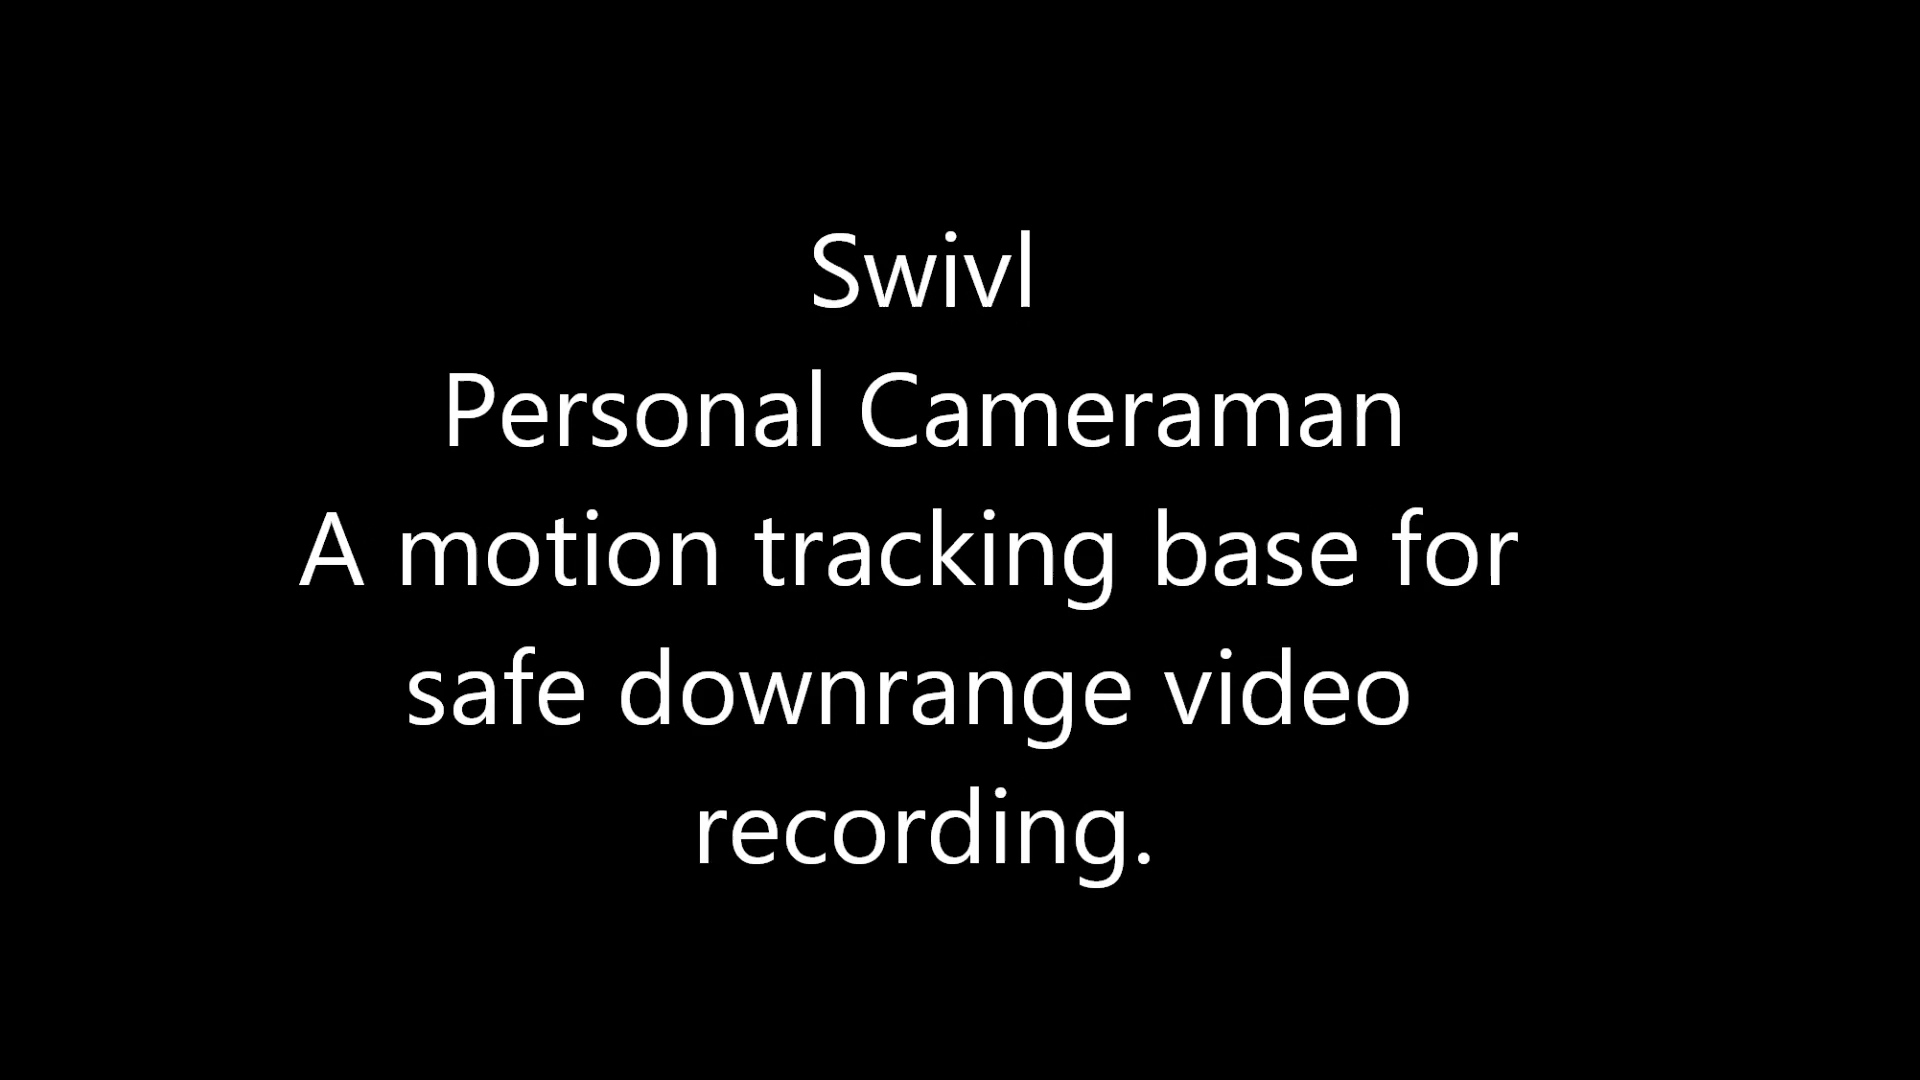 Swivl
Personal Cameraman
A motion tracking base for
safe downrange video
recording.